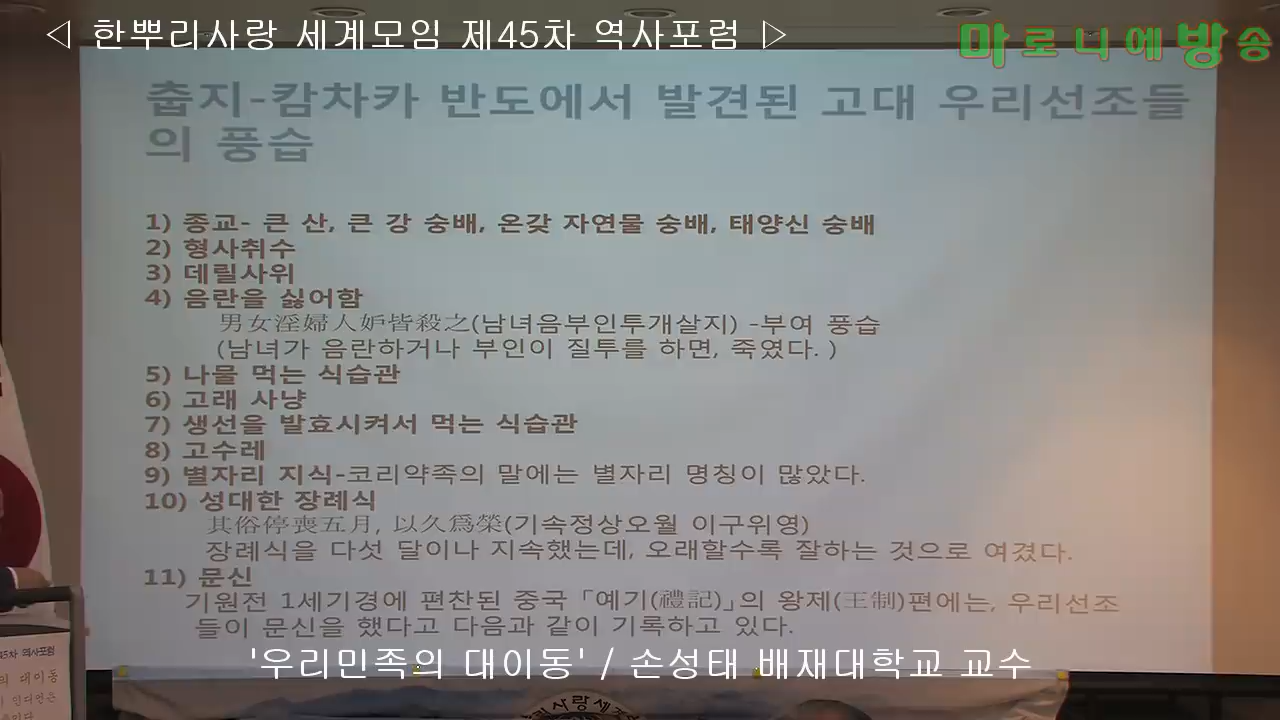 ◁ 한뿌리사랑 세계모임 제45차 역사포럼 ▷
마로니에방송
춥지-캄차카 반도에서 발견된 고대 우리선조들
의 풍습
1) 종교- 큰 산, 큰 강 숭배, 온갖 자연물 숭배, 태양신 숭배
2) 형사취수
3) 데릴사위
4) 음란을 싫어함
男女淫婦人妒皆殺之(남녀음부인투개살지) -부여 풍습
(남녀가 음란하거나 부인이 질투를 하면, 죽였다. )
5) 나물 먹는 식습관
6) 고래 사냥
7) 생선을 발효시켜서 먹는 식습관
8) 고수레
9) 별자리 지식-코리약족의 말에는 별자리 명칭이 많았다.
10) 성대한 장례식
其俗停喪五月, 以久爲榮(기속정상오월 이구위영)
장례식을 다섯 달이나 지속했는데, 오래할수록 잘하는 것으로 여겼다.
11) 문신
기원전 1세기경에 편찬된 중국 「예기(禮記)」의 왕제(王制)편에는, 우리선조
들이 문신을 했다고 다음과 같이 기록하고 있다.
45차 역사포럼
의 대이동
'우리민족의 대이동' / 손성태 배재대학교 교수